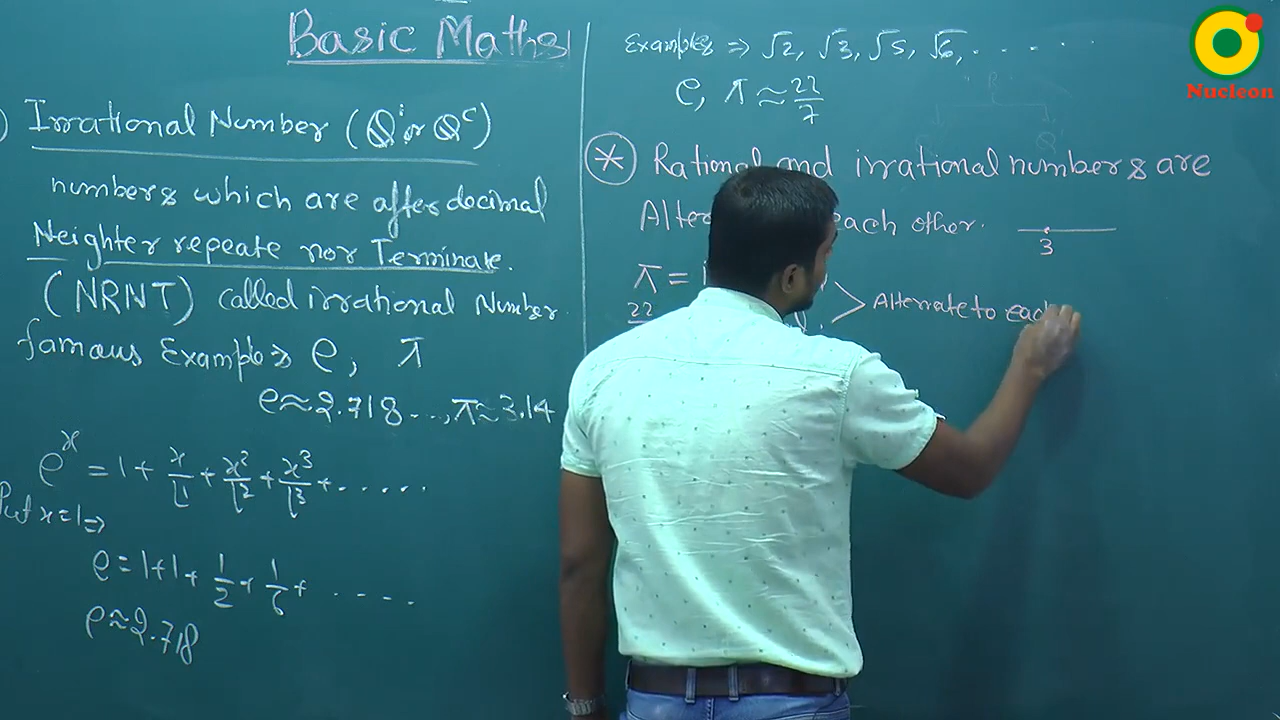 Basic Maths
Irrational Number (Q' or Q^c)
numbers which are after decimal
Neighter repeate nor Terminate.
(NRNT) called irrational Number
famous Examples e, π
e ≈ 2.718 ..., π ≈ 3.14
e^x = 1 + x/⌊1 + x²/⌊2 + x³/⌊3 + ......
Put x = 1 ⇒
e = 1 + 1 + 1/2 + 1/6 + ....
e ≈ 2.718
Examples ⇒ √2, √3, √5, √6, ......
e, π ≈ 22/7
* Rational and irrational numbers are
each other.
3
π =
22
> Alternate to each
Nucleon